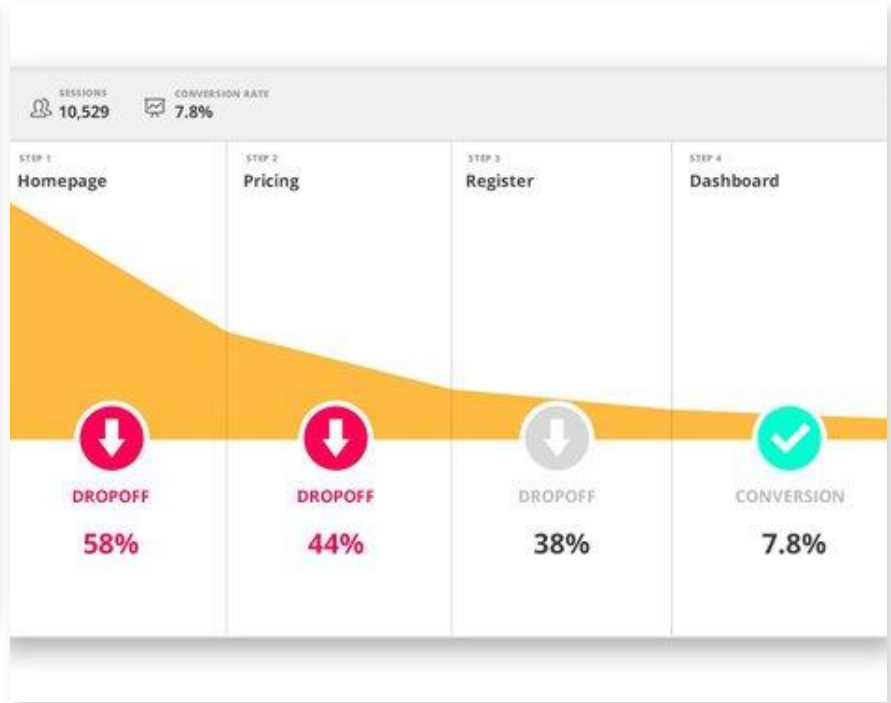 SESSIONS
10,529
CONVERSION RATE
7.8%
STEP 1
Homepage
STEP 2
Pricing
STEP 3
Register
STEP 4
Dashboard
DROPOFF
58%
DROPOFF
44%
DROPOFF
38%
CONVERSION
7.8%